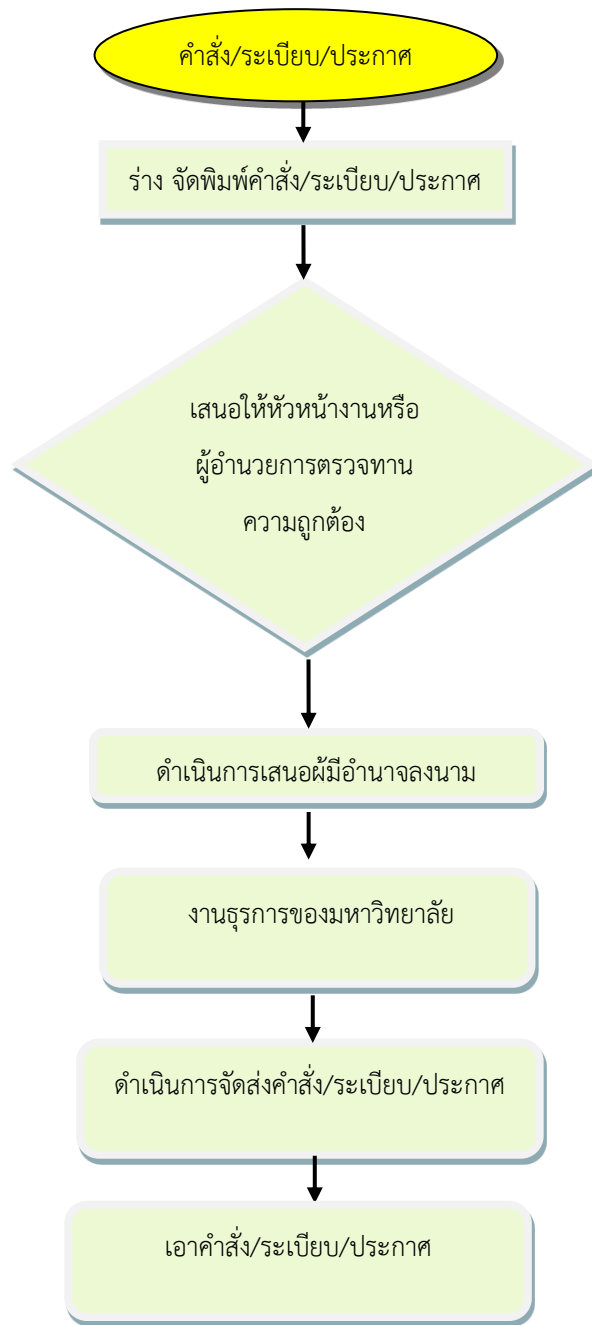 คำสั่ง/ระเบียบ/ประกาศ
ร่าง จัดพิมพ์คำสั่ง/ระเบียบ/ประกาศ
เสนอให้หัวหน้างานหรือ
ผู้อำนวยการตรวจทาน
ความถูกต้อง
ดำเนินการเสนอผ้มีอำนาจลงนาม
งานธุรการของมหาวิทยาลัย
ดำเนินการจัดส่งคำสั่ง/ระเบียบ/ประกาศ
เอาคำสั่ง/ระเบียบ/ประกาศ